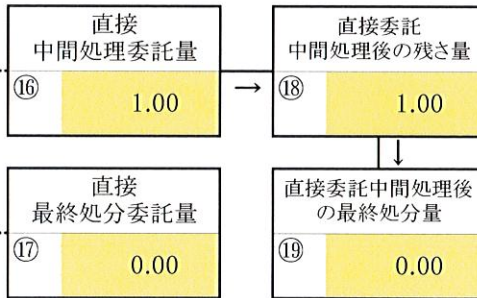 直接
中間処理委託量
⑯ 1.00
→
直接委託
中間処理後の残さ量
⑱ 1.00
↓
直接
最終処分委託量
⑰ 0.00
直接委託中間処理後
の最終処分量
⑲ 0.00